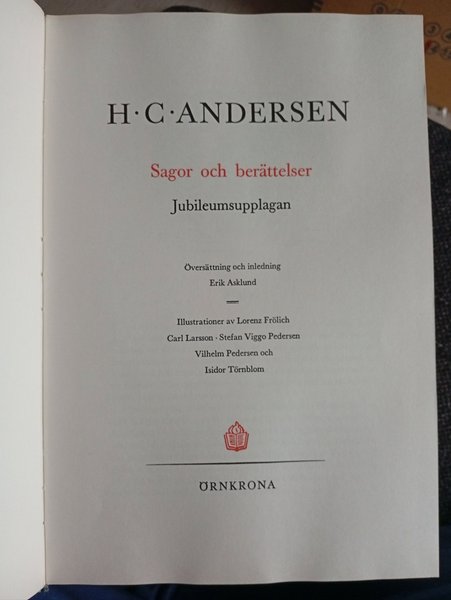 H·C·ANDERSEN
Sagor och berättelser
Jubileumsupplagan
Översättning och inledning
Erik Asklund
Illustrationer av Lorenz Frölich
Carl Larsson · Stefan Viggo Pedersen
Vilhelm Pedersen och
Isidor Törnblom
ÖRNKRONA